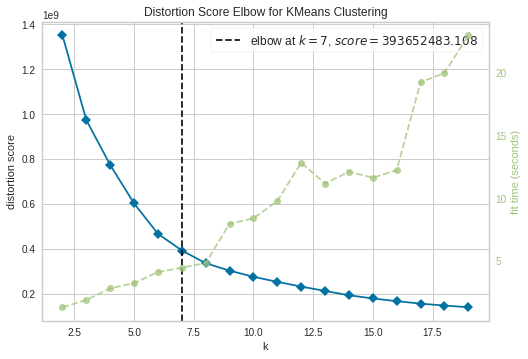 Distortion Score Elbow for KMeans Clustering
1e9
elbow at k = 7, score = 393652483.108
1.4
1.2
1.0
0.8
0.6
0.4
0.2
distortion score
20
15
10
5
fit time (seconds)
2.5 5.0 7.5 10.0 12.5 15.0 17.5
k